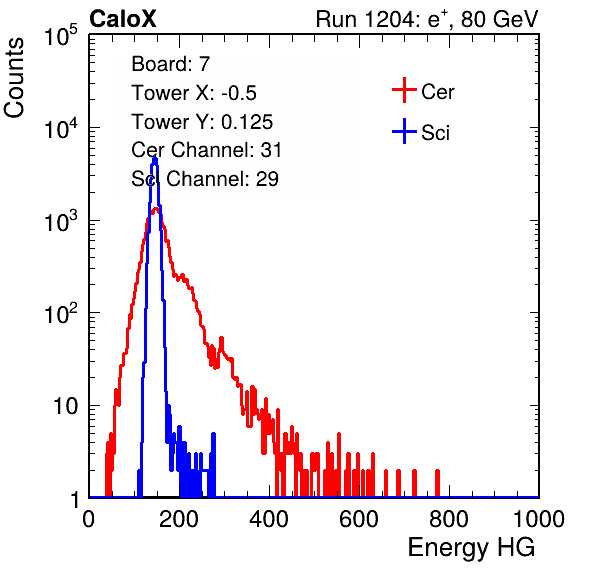 CaloX Run 1204: e⁺, 80 GeV
Counts
Board: 7
Tower X: -0.5
Tower Y: 0.125
Cer Channel: 31
Sci Channel: 29
Cer
Sci
10⁵
10⁴
10³
10²
10
1
0 200 400 600 800 1000
Energy HG